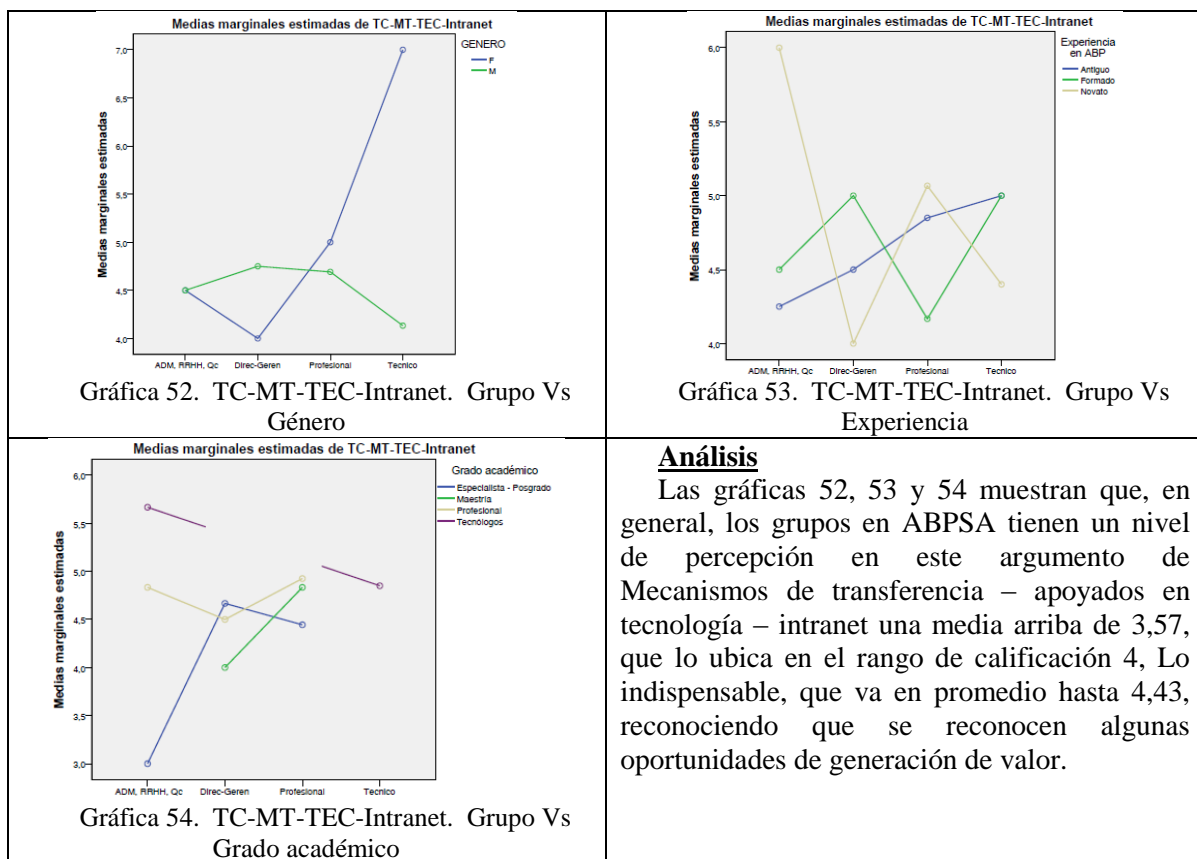 Medias marginales estimadas de TC-MT-TEC-Intranet
GENERO
F
M
Medias marginales estimadas
7,0
6,5
6,0
5,5
5,0
4,5
4,0
ADM, RRHH, Qc
Direc-Geren
Profesional
Tecnico
Gráfica 52. TC-MT-TEC-Intranet. Grupo Vs
Género
Medias marginales estimadas de TC-MT-TEC-Intranet
Experiencia
en ABP
Antiguo
Formado
Novato
Medias marginales estimadas
6,0
5,5
5,0
4,5
4,0
ADM, RRHH, Qc
Direc-Geren
Profesional
Tecnico
Gráfica 53. TC-MT-TEC-Intranet. Grupo Vs
Experiencia
Medias marginales estimadas de TC-MT-TEC-Intranet
Grado académico
Especialista - Posgrado
Maestria
Profesional
Tecnólogos
Medias marginales estimadas
6,0
5,5
5,0
4,5
4,0
3,5
3,0
ADM, RRHH, Qc
Direc-Geren
Profesional
Tecnico
Gráfica 54. TC-MT-TEC-Intranet. Grupo Vs
Grado académico
Análisis
Las gráficas 52, 53 y 54 muestran que, en
general, los grupos en ABPSA tienen un nivel
de percepción en este argumento de
Mecanismos de transferencia – apoyados en
tecnología – intranet una media arriba de 3,57,
que lo ubica en el rango de calificación 4, Lo
indispensable, que va en promedio hasta 4,43,
reconociendo que se reconocen algunas
oportunidades de generación de valor.